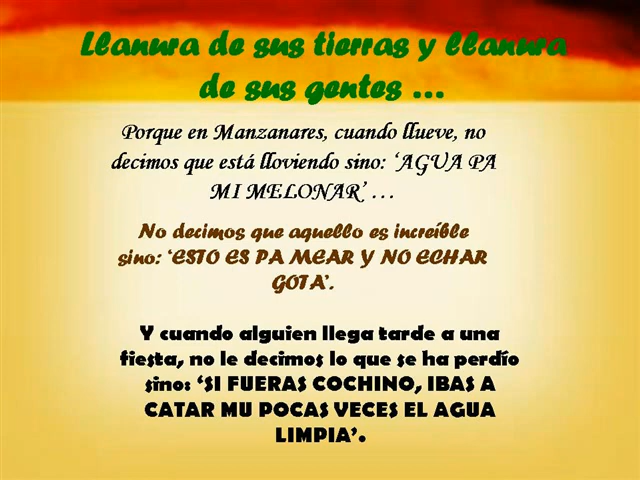 Llanura de sus tierras y llanura
de sus gentes ...
Porque en Manzanares, cuando llueve, no
decimos que está lloviendo sino: ‘AGUA PA
MI MELONAR’ ...
No decimos que aquello es increíble
sino: ‘ESTO ES PA MEAR Y NO ECHAR
GOTA’.
Y cuando alguien llega tarde a una
fiesta, no le decimos lo que se ha perdío
sino: ‘SI FUERAS COCHINO, IBAS A
CATAR MU POCAS VECES EL AGUA
LIMPIA’.